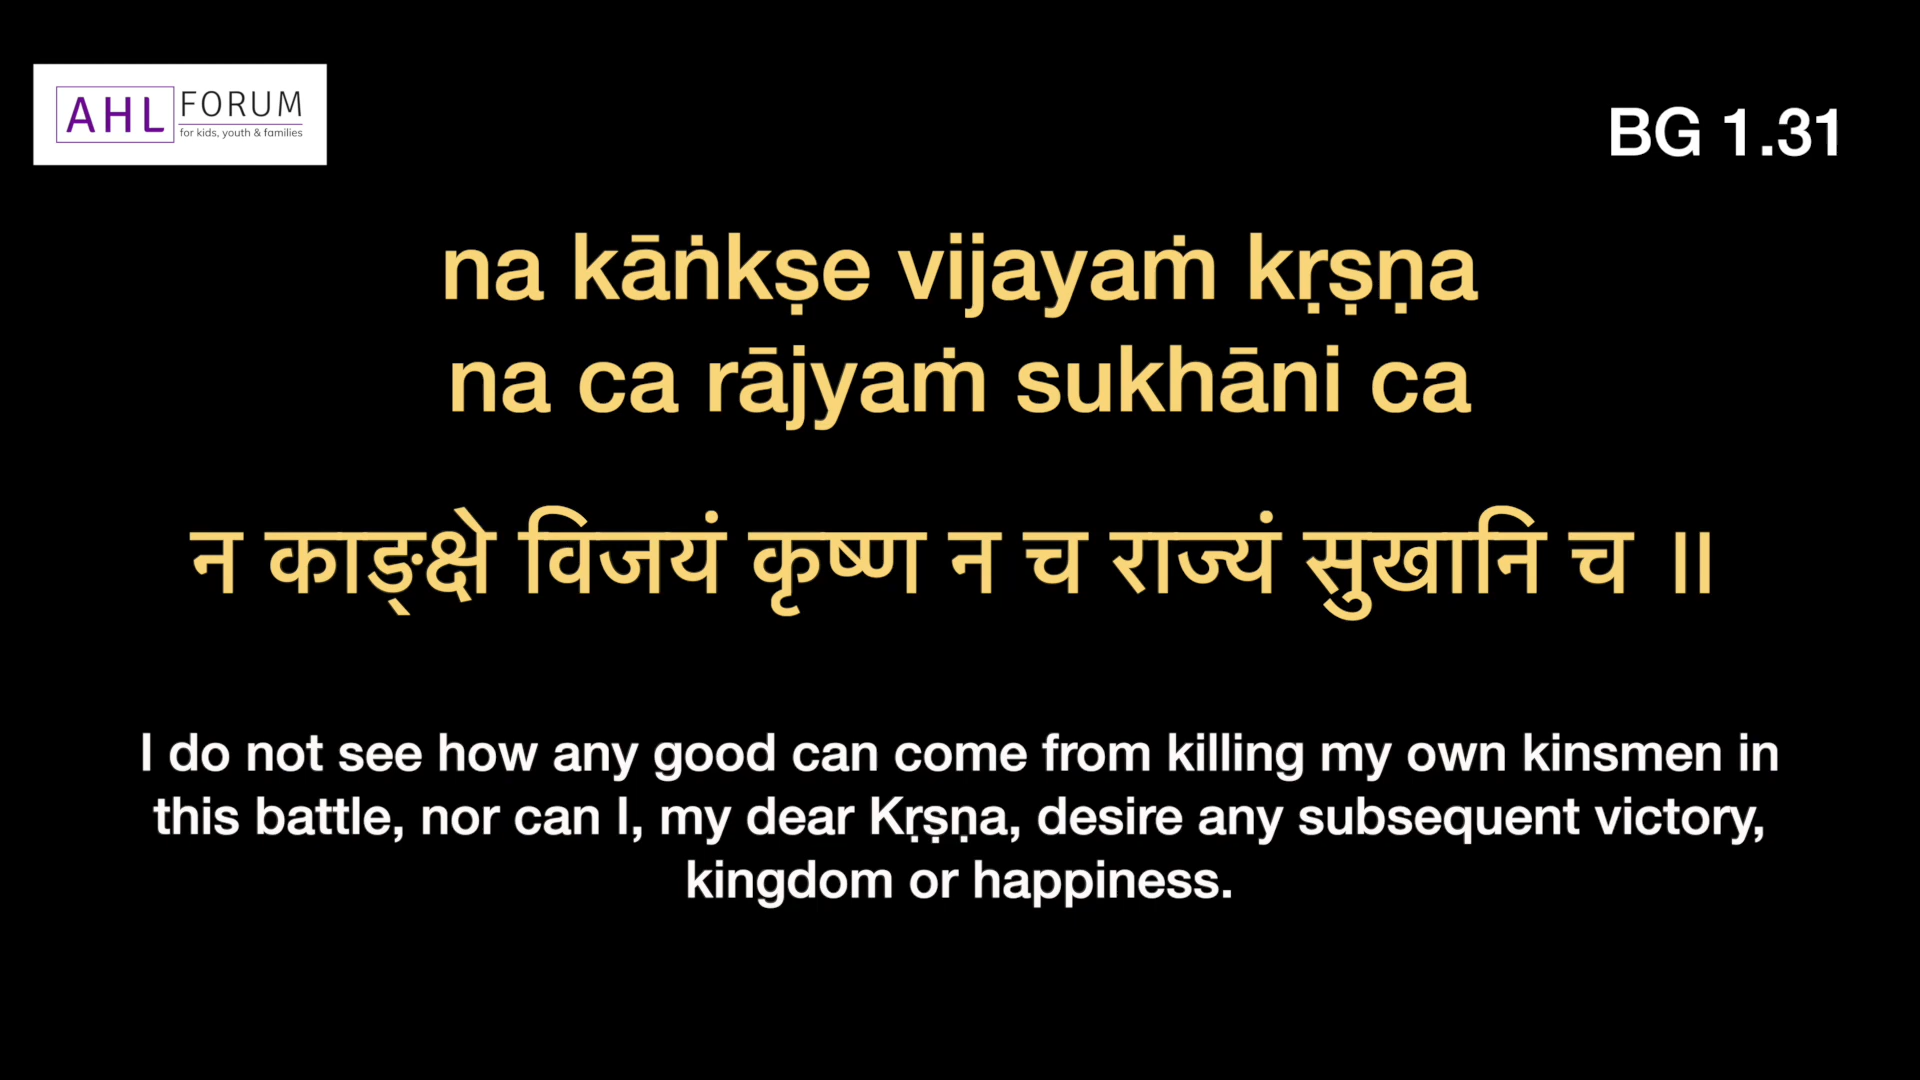 AHL FORUM
for kids, youth & families
BG 1.31
na kāṅkṣe vijayaṁ kṛṣṇa
na ca rājyaṁ sukhāni ca
न काङ्क्षे विजयं कृष्ण न च राज्यं सुखानि च ॥
I do not see how any good can come from killing my own kinsmen in
this battle, nor can I, my dear Kṛṣṇa, desire any subsequent victory,
kingdom or happiness.